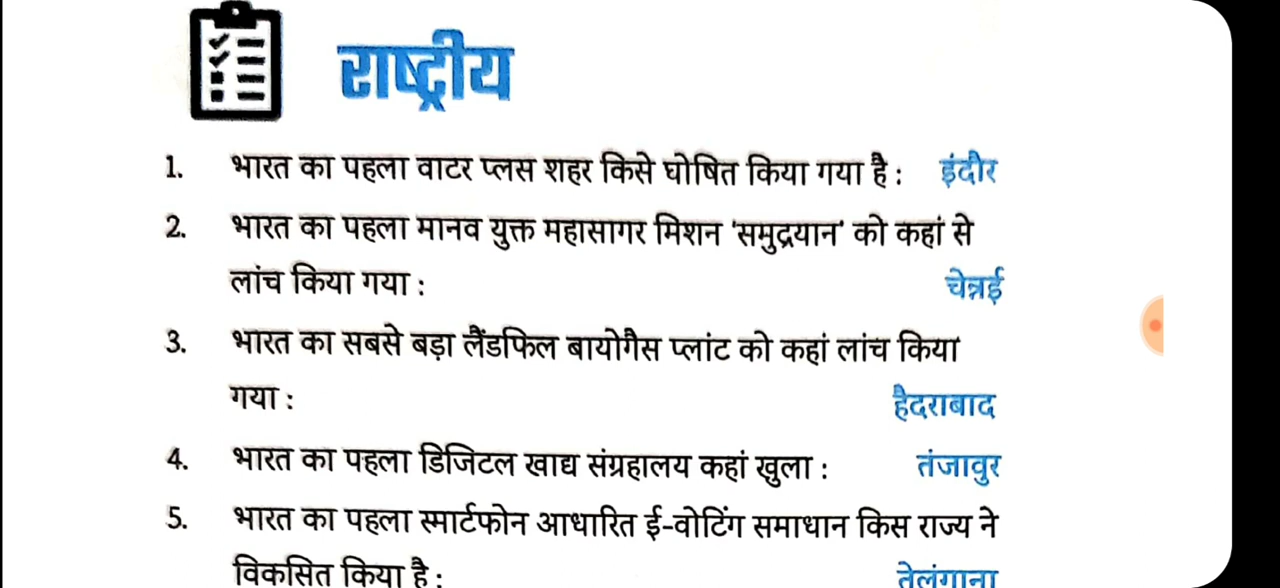 राष्ट्रीय
1. भारत का पहला वाटर प्लस शहर किसे घोषित किया गया है : इंदौर
2. भारत का पहला मानव युक्त महासागर मिशन 'समुद्रयान' को कहां से
लांच किया गया : चेन्नई
3. भारत का सबसे बड़ा लैंडफिल बायोगैस प्लांट को कहां लांच किया
गया : हैदराबाद
4. भारत का पहला डिजिटल खाद्य संग्रहालय कहां खुला : तंजावुर
5. भारत का पहला स्मार्टफोन आधारित ई-वोटिंग समाधान किस राज्य ने
विकसित किया है : तेलंगाना